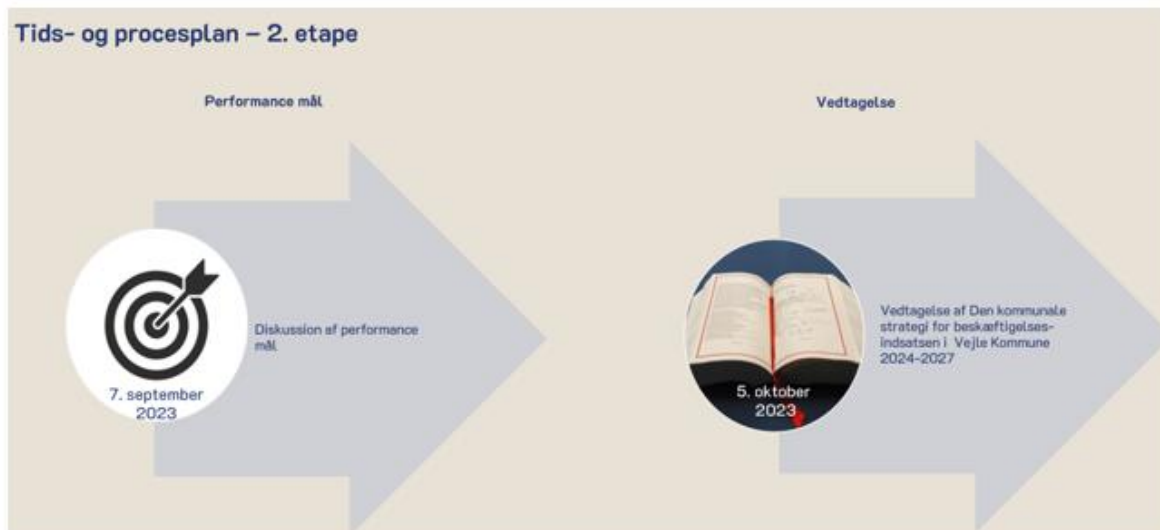 Tids- og procesplan – 2. etape
Performance mål
Diskussion af performance
mål
7. september
2023
Vedtagelse
Vedtagelse af Den kommunale
strategi for beskæftigelses-
indsatsen i Vejle Kommune
2024-2027
5. oktober
2023